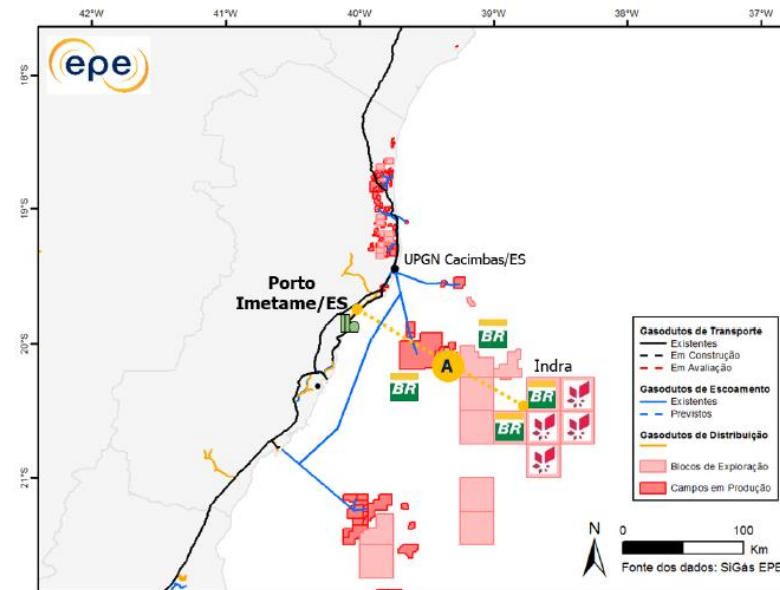 42°W 41°W 40°W 39°W 38°W 37°W
epe
18°S
19°S
UPGN Cacimbas/ES
Porto
Imetame/ES
20°S
BR
A
Indra
BR
BR
BR
21°S
Gasodutos de Transporte
Existentes
Em Construção
Em Avaliação
Gasodutos de Escoamento
Existentes
Previstos
Gasodutos de Distribuição
Blocos de Exploração
Campos em Produção
N
0 100
Km
Fonte dos dados: SiGás EPE